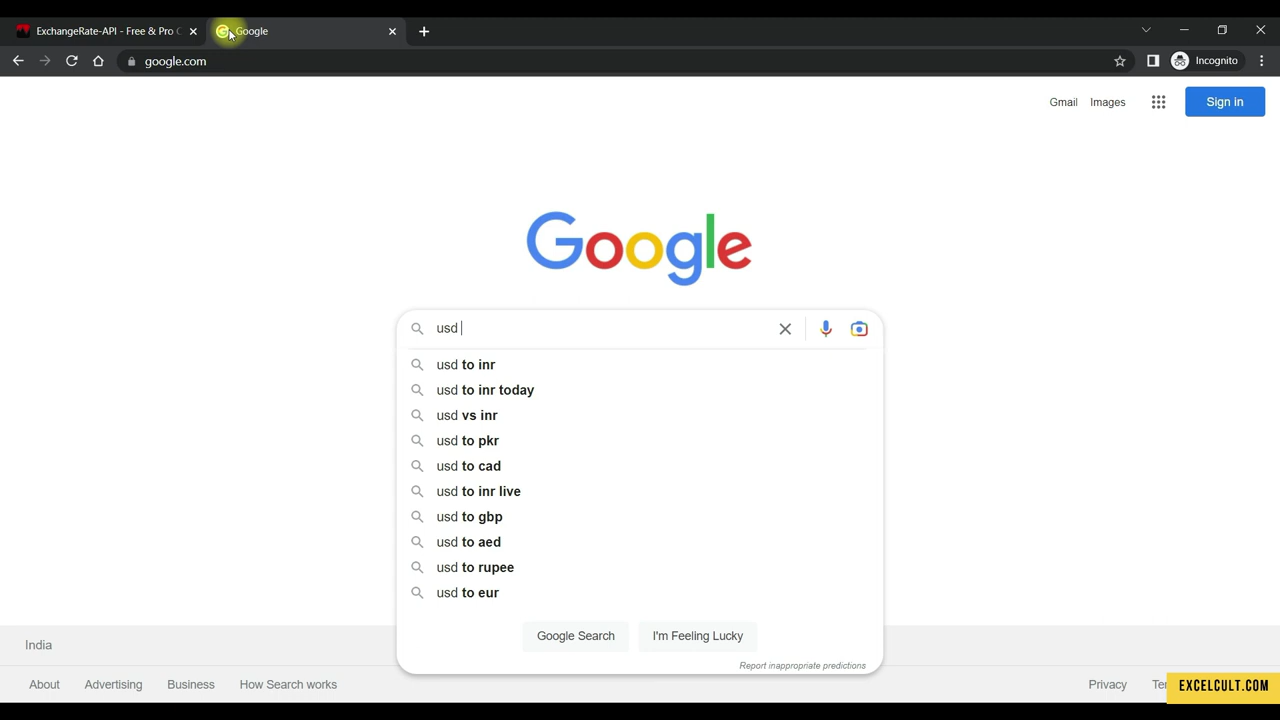 ExchangeRate-API - Free & Pro
Google
google.com
Incognito
Gmail
Images
Sign in
Google
usd
usd to inr
usd to inr today
usd vs inr
usd to pkr
usd to cad
usd to inr live
usd to gbp
usd to aed
usd to rupee
usd to eur
Google Search
I'm Feeling Lucky
Report inappropriate predictions
India
About
Advertising
Business
How Search works
Privacy
EXCELCULT.COM